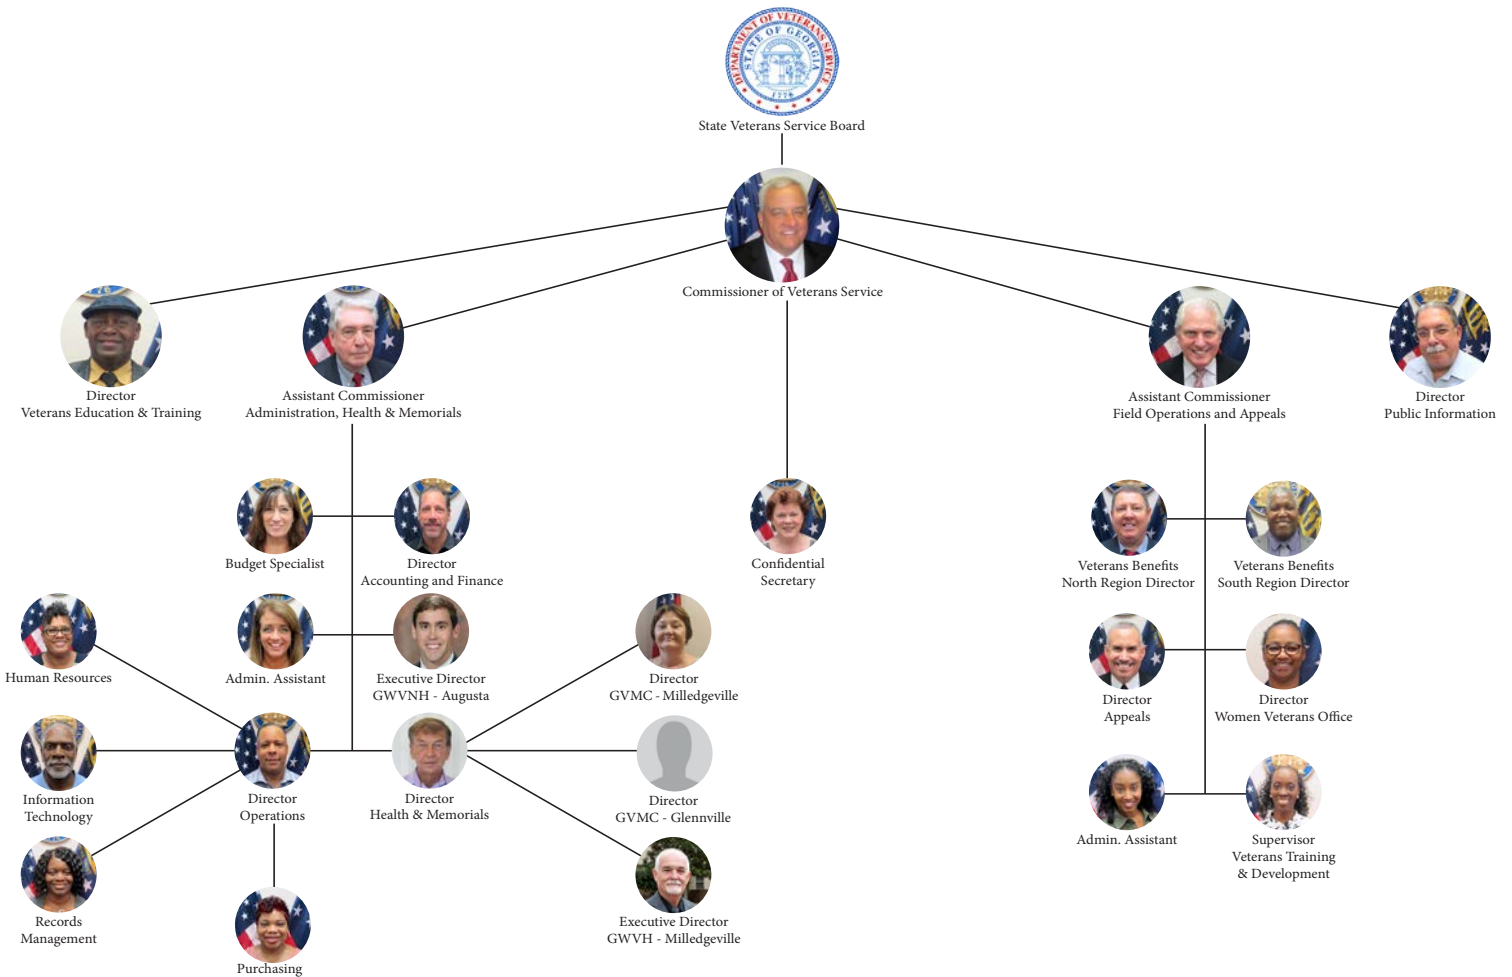 DEPARTMENT OF VETERANS SERVICE
STATE OF GEORGIA
1776
State Veterans Service Board
Commissioner of Veterans Service
Director
Veterans Education & Training
Assistant Commissioner
Administration, Health & Memorials
Assistant Commissioner
Field Operations and Appeals
Director
Public Information
Budget Specialist
Director
Accounting and Finance
Confidential
Secretary
Veterans Benefits
North Region Director
Veterans Benefits
South Region Director
Human Resources
Admin. Assistant
Executive Director
GWVNH - Augusta
Director
GVMC - Milledgeville
Director
Appeals
Director
Women Veterans Office
Information
Technology
Director
Operations
Director
Health & Memorials
Director
GVMC - Glennville
Admin. Assistant
Supervisor
Veterans Training
& Development
Records
Management
Purchasing
Executive Director
GWVH - Milledgeville